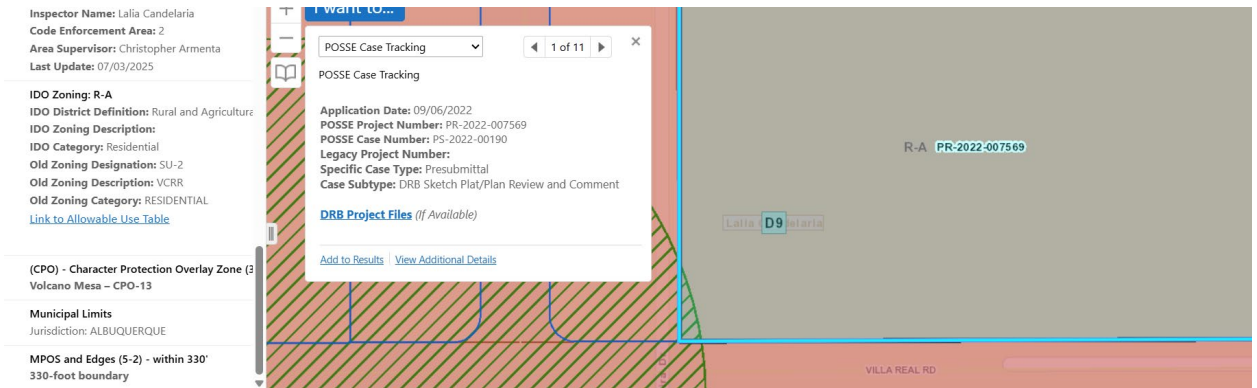 Inspector Name: Lalia Candelaria
Code Enforcement Area: 2
Area Supervisor: Christopher Armenta
Last Update: 07/03/2025
IDO Zoning: R-A
IDO District Definition: Rural and Agricultura
IDO Zoning Description:
IDO Category: Residential
Old Zoning Designation: SU-2
Old Zoning Description: VCRR
Old Zoning Category: RESIDENTIAL
Link to Allowable Use Table
(CPO) - Character Protection Overlay Zone (3
Volcano Mesa – CPO-13
Municipal Limits
Jurisdiction: ALBUQUERQUE
MPOS and Edges (5-2) - within 330'
330-foot boundary
I want to...
POSSE Case Tracking
1 of 11
POSSE Case Tracking
Application Date: 09/06/2022
POSSE Project Number: PR-2022-007569
POSSE Case Number: PS-2022-00190
Legacy Project Number:
Specific Case Type: Presubmittal
Case Subtype: DRB Sketch Plat/Plan Review and Comment
DRB Project Files (If Available)
Add to Results
View Additional Details
R-A PR-2022-007569
Lalia
D9
VILLA REAL RD